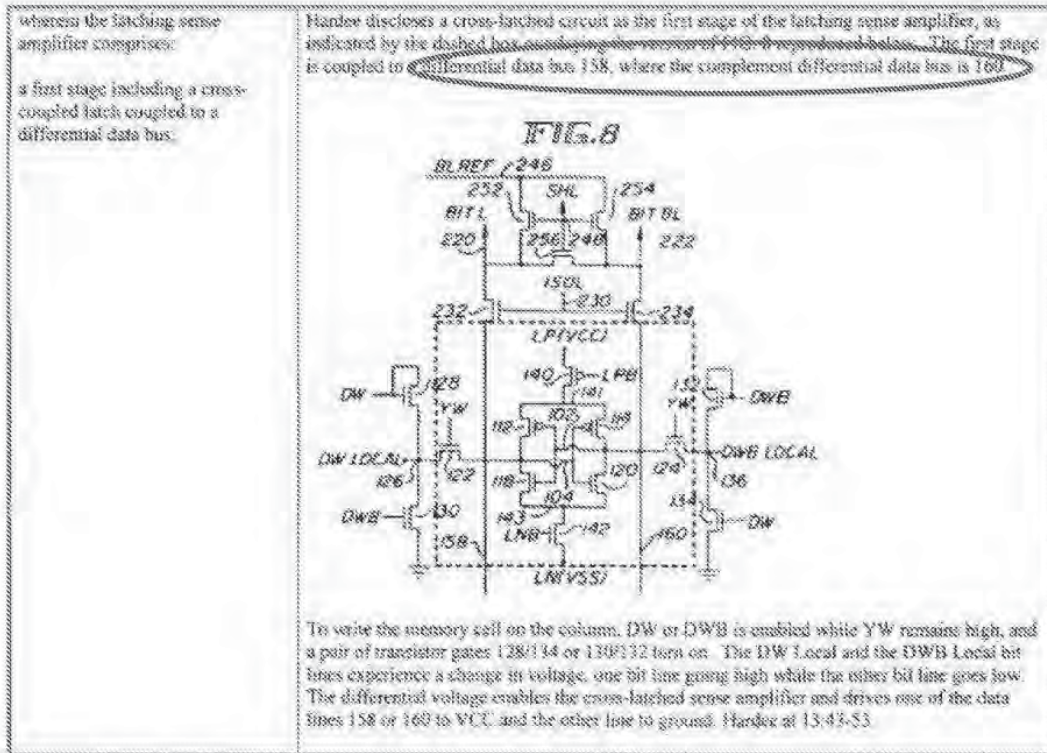 wherein the latching sense
amplifier comprises:
a first stage including a cross-
coupled latch coupled to a
differential data bus;
Hardee discloses a cross-latched circuit as the first stage of the latching sense amplifier, as
indicated by the dashed box The first stage
is coupled to differential data bus 158, where the complement differential data bus is 160.
FIG.8
BLREF 246
252 SHL 254
BIT L BIT BL
220 256 248 222
ISOL
230
232 234
LP(VCC)
140 LPB
141
DW 128 132 DWB
YW 102 YW
112 114
DW LOCAL DWB LOCAL
126 122 118 104 120 124 136
143 134
DWB 130 LNB 142 DW
158 160
LN(VSS)
To write the memory cell on the column, DW or DWB is enabled while YW remains high, and
a pair of transistor gates 128/134 or 130/132 turn on. The DW Local and the DWB Local bit
lines experience a change in voltage, one bit line going high while the other bit line goes low.
The differential voltage enables the cross-latched sense amplifier and drives one of the data
lines 158 or 160 to VCC and the other line to ground. Hardee at 13:43-53.